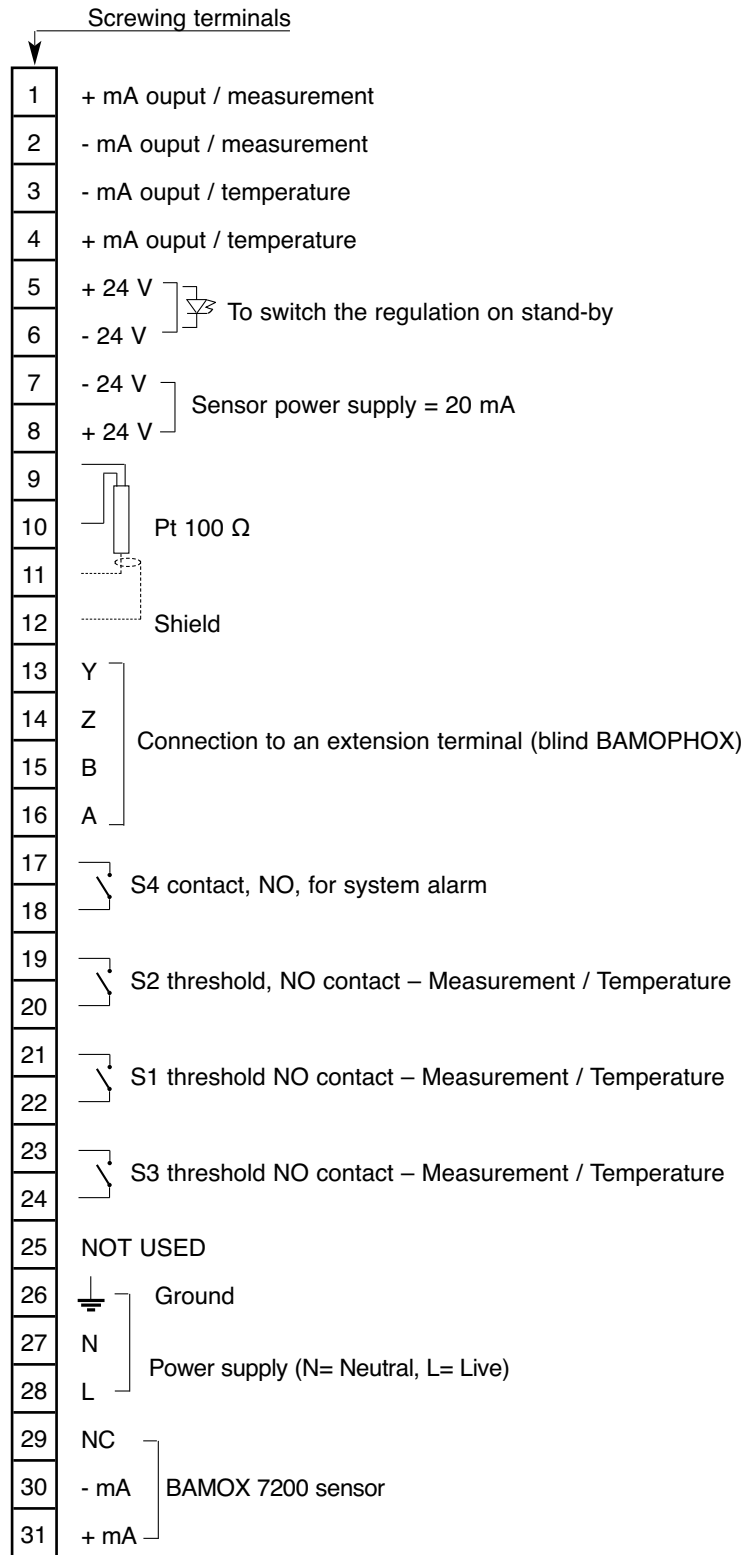 Screwing terminals
1 + mA ouput / measurement
2 - mA ouput / measurement
3 - mA ouput / temperature
4 + mA ouput / temperature
5 + 24 V
To switch the regulation on stand-by
6 - 24 V
7 - 24 V
Sensor power supply = 20 mA
8 + 24 V
9
10 Pt 100 Ω
11
12 Shield
13 Y
14 Z
Connection to an extension terminal (blind BAMOPHOX)
15 B
16 A
17
S4 contact, NO, for system alarm
18
19
S2 threshold, NO contact – Measurement / Temperature
20
21
S1 threshold NO contact – Measurement / Temperature
22
23
S3 threshold NO contact – Measurement / Temperature
24
25 NOT USED
26 Ground
27 N
Power supply (N= Neutral, L= Live)
28 L
29 NC
30 - mA BAMOX 7200 sensor
31 + mA